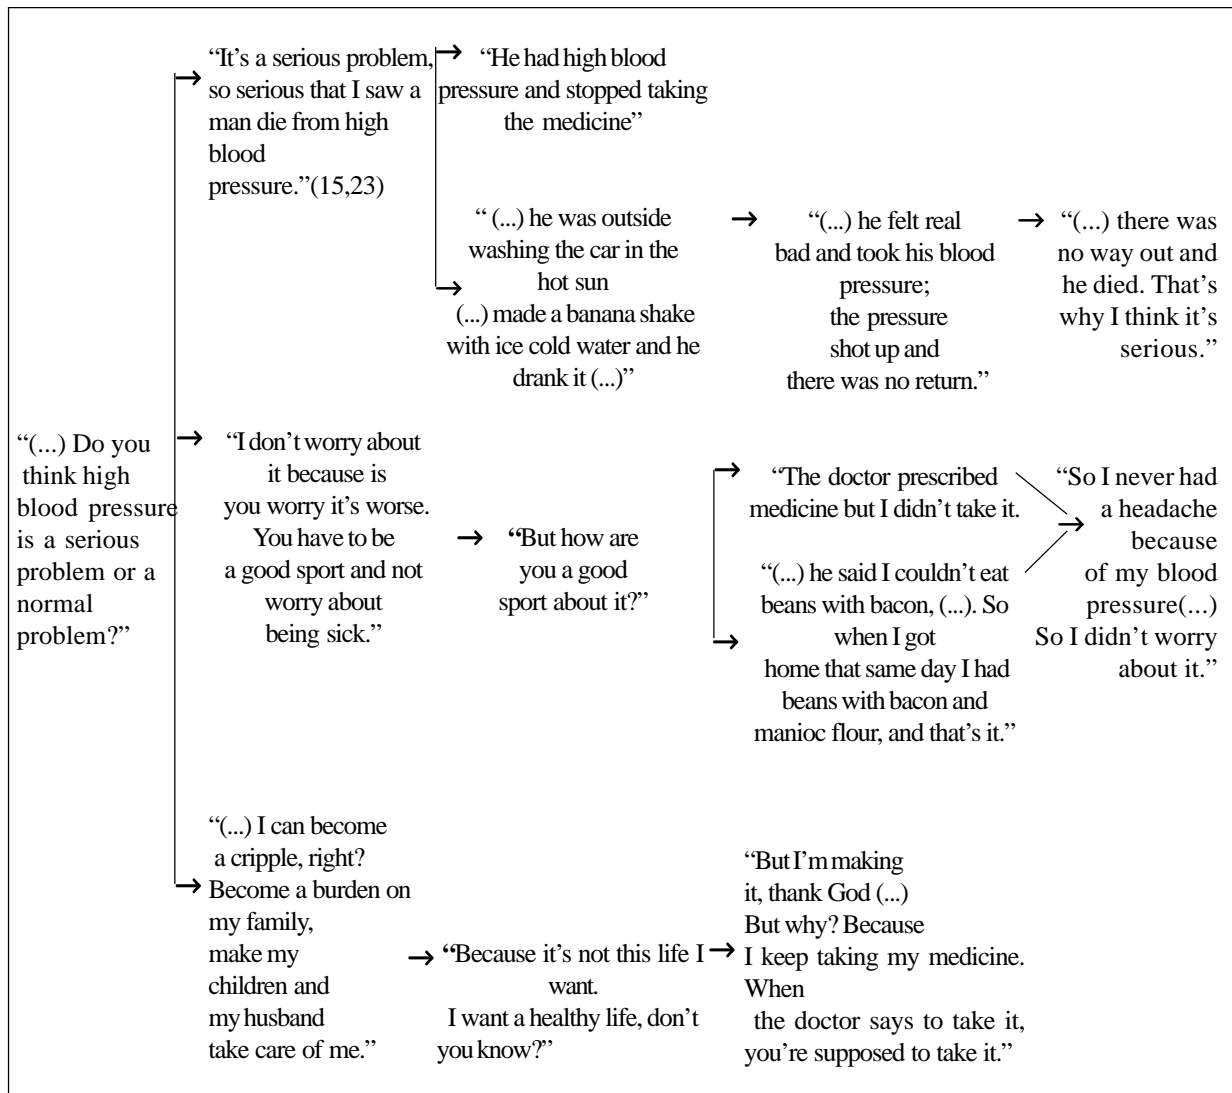 “It’s a serious problem,
so serious that I saw a
man die from high
blood
pressure.”(15,23)
“He had high blood
pressure and stopped taking
the medicine”
“ (...) he was outside
washing the car in the
hot sun
(...) made a banana shake
with ice cold water and he
drank it (...)”
“(...) he felt real
bad and took his blood
pressure;
the pressure
shot up and
there was no return.”
“(...) there was
no way out and
he died. That’s
why I think it’s
serious.”
“(...) Do you
think high
blood pressure
is a serious
problem or a
normal
problem?”
“I don’t worry about
it because is
you worry it’s worse.
You have to be
a good sport and not
worry about
being sick.”
“But how are
you a good
sport about it?”
“The doctor prescribed
medicine but I didn’t take it.
“(...) he said I couldn’t eat
beans with bacon, (...). So
when I got
home that same day I had
beans with bacon and
manioc flour, and that’s it.”
“So I never had
a headache
because
of my blood
pressure(...)
So I didn’t worry
about it.”
“(...) I can become
a cripple, right?
Become a burden on
my family,
make my
children and
my husband
take care of me.”
“Because it’s not this life I
want.
I want a healthy life, don’t
you know?”
“But I’m making
it, thank God (...)
But why? Because
I keep taking my medicine.
When
the doctor says to take it,
you’re supposed to take it.”